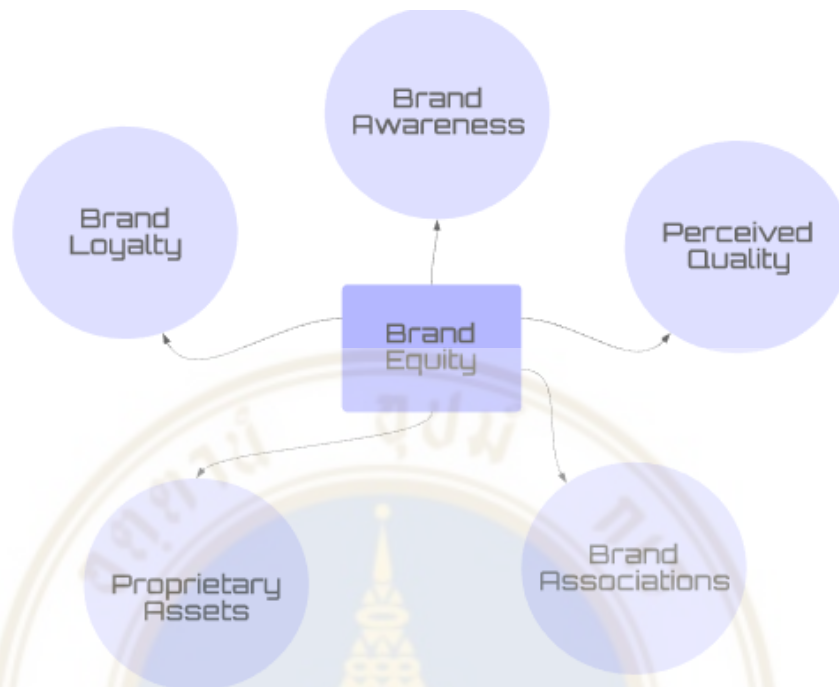 Brand
Awareness
Brand
Loyalty
Perceived
Quality
Brand
Equity
Proprietary
Assets
Brand
Associations